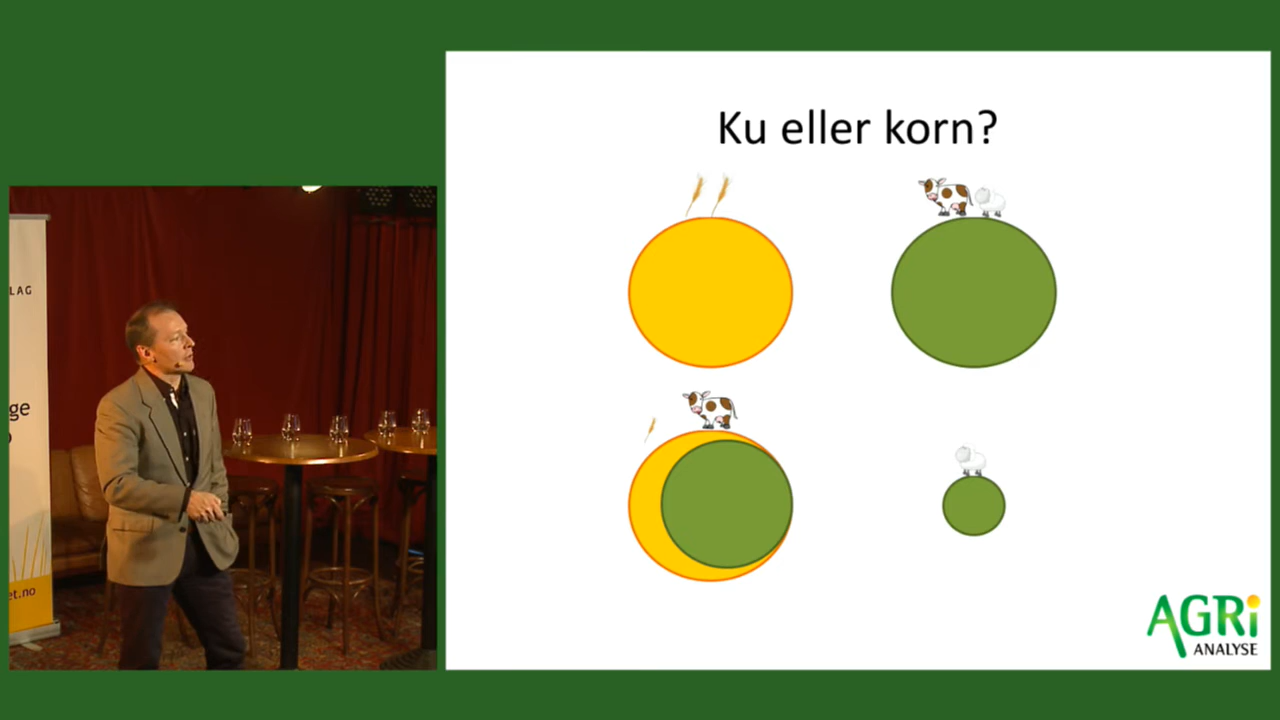 Ku eller korn?
LAG
ge
et.no
AGRi
ANALYSE